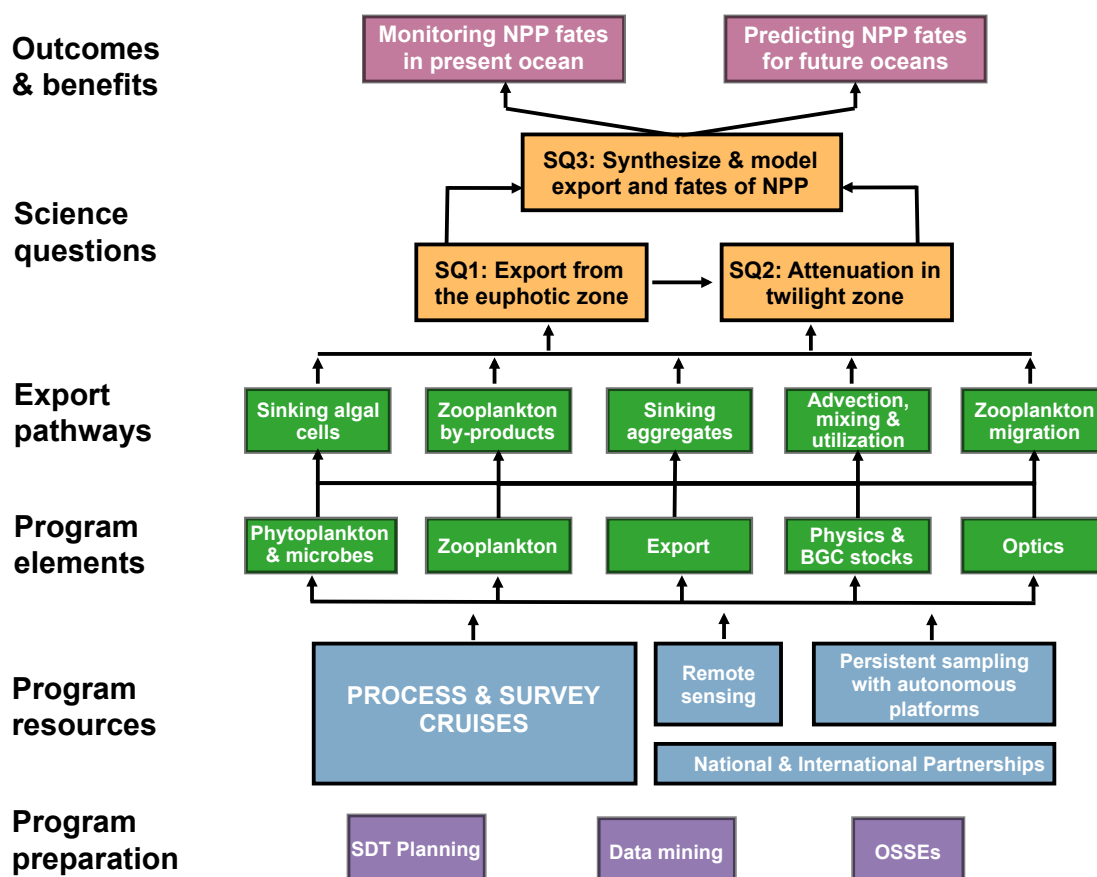 Outcomes
& benefits
Monitoring NPP fates
in present ocean
Predicting NPP fates
for future oceans
Science
questions
SQ3: Synthesize & model
export and fates of NPP
SQ1: Export from
the euphotic zone
SQ2: Attenuation in
twilight zone
Export
pathways
Sinking algal
cells
Zooplankton
by-products
Sinking
aggregates
Advection,
mixing &
utilization
Zooplankton
migration
Program
elements
Phytoplankton
& microbes
Zooplankton
Export
Physics &
BGC stocks
Optics
Program
resources
PROCESS & SURVEY
CRUISES
Remote
sensing
Persistent sampling
with autonomous
platforms
National & International Partnerships
Program
preparation
SDT Planning
Data mining
OSSEs